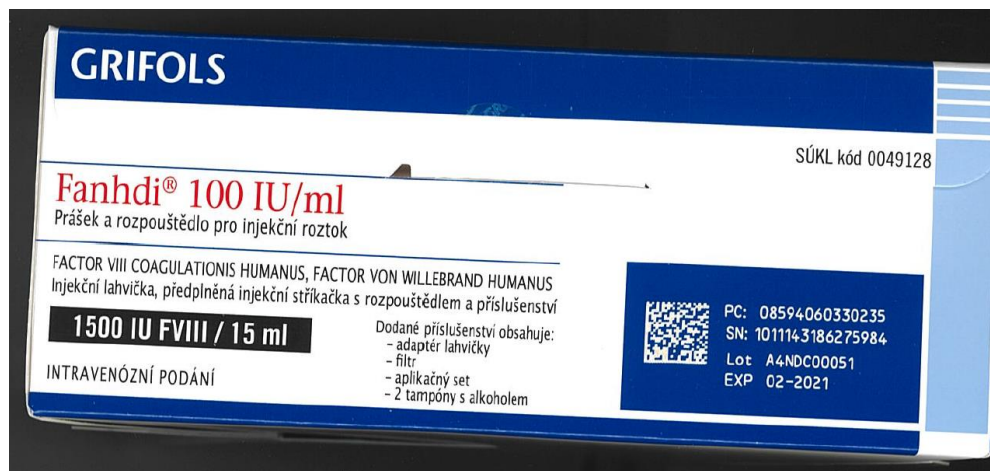 GRIFOLS
SÚKL kód 0049128
Fanhdi® 100 IU/ml
Prášek a rozpouštědlo pro injekční roztok
FACTOR VIII COAGULATIONIS HUMANUS, FACTOR VON WILLEBRAND HUMANUS
Injekční lahvička, předplněná injekční stříkačka s rozpouštědlem a příslušenství
1500 IU FVIII / 15 ml
INTRAVENÓZNÍ PODÁNÍ
Dodané příslušenství obsahuje:
– adaptér lahvičky
– filtr
– aplikační set
– 2 tampóny s alkoholem
PC: 08594060330235
SN: 1011143186275984
Lot A4NDC00051
EXP 02-2021